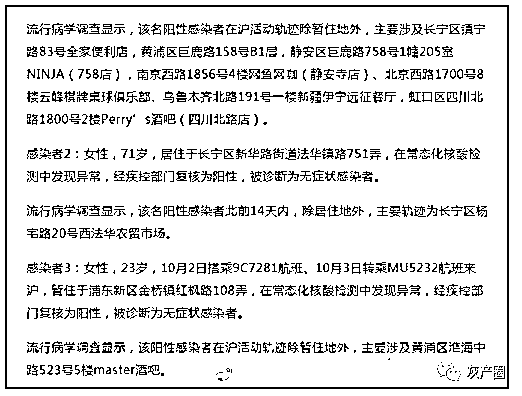 流行病学调查显示，该名阳性感染者在沪活动轨迹除暂住地外，主要涉及长宁区镇宁
路83号全家便利店，黄浦区巨鹿路158号B1层，静安区巨鹿路758号1幢205室
NINJA（758店），南京西路1856号4楼网鱼网咖（静安寺店）、北京西路1700号8
楼云峰棋牌桌球俱乐部、乌鲁木齐北路191号一楼新疆伊宁远征餐厅，虹口区四川北
路1800号2楼Perry's酒吧（四川北路店）。
感染者2：女性，71岁，居住于长宁区新华路街道法华镇路751弄，在常态化核酸检
测中发现异常，经疾控部门复核为阳性，被诊断为无症状感染者。
流行病学调查显示，该名阳性感染者此前14天内，除居住地外，主要轨迹为长宁区杨
宅路20号西法华农贸市场。
感染者3：女性，23岁，10月2日搭乘9C7281航班、10月3日转乘MU5232航班来
沪，暂住于浦东新区金桥镇红枫路108弄，在常态化核酸检测中发现异常，经疾控部
门复核为阳性，被诊断为无症状感染者。
流行病学调查显示，该阳性感染者在沪活动轨迹除暂住地外，主要涉及黄浦区淮海中
路523号5楼master酒吧。
灰产圈